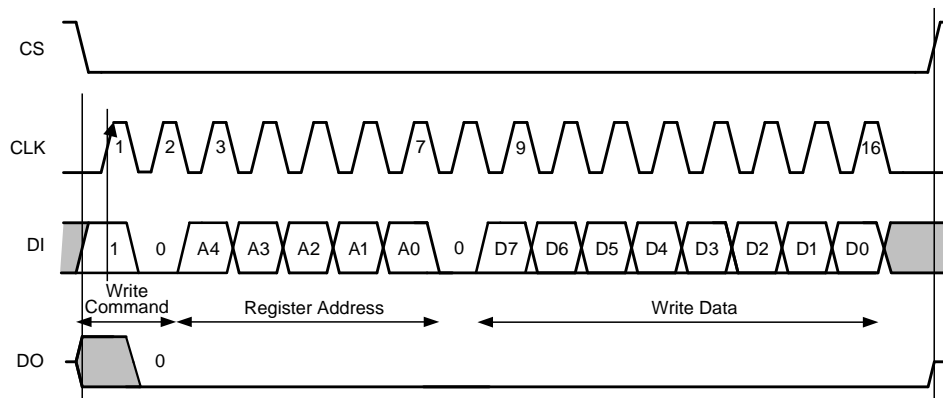 CS
CLK 1 2 3 7 9 16
DI 1 0 A4 A3 A2 A1 A0 0 D7 D6 D5 D4 D3 D2 D1 D0
Write
Command Register Address Write Data
DO 0